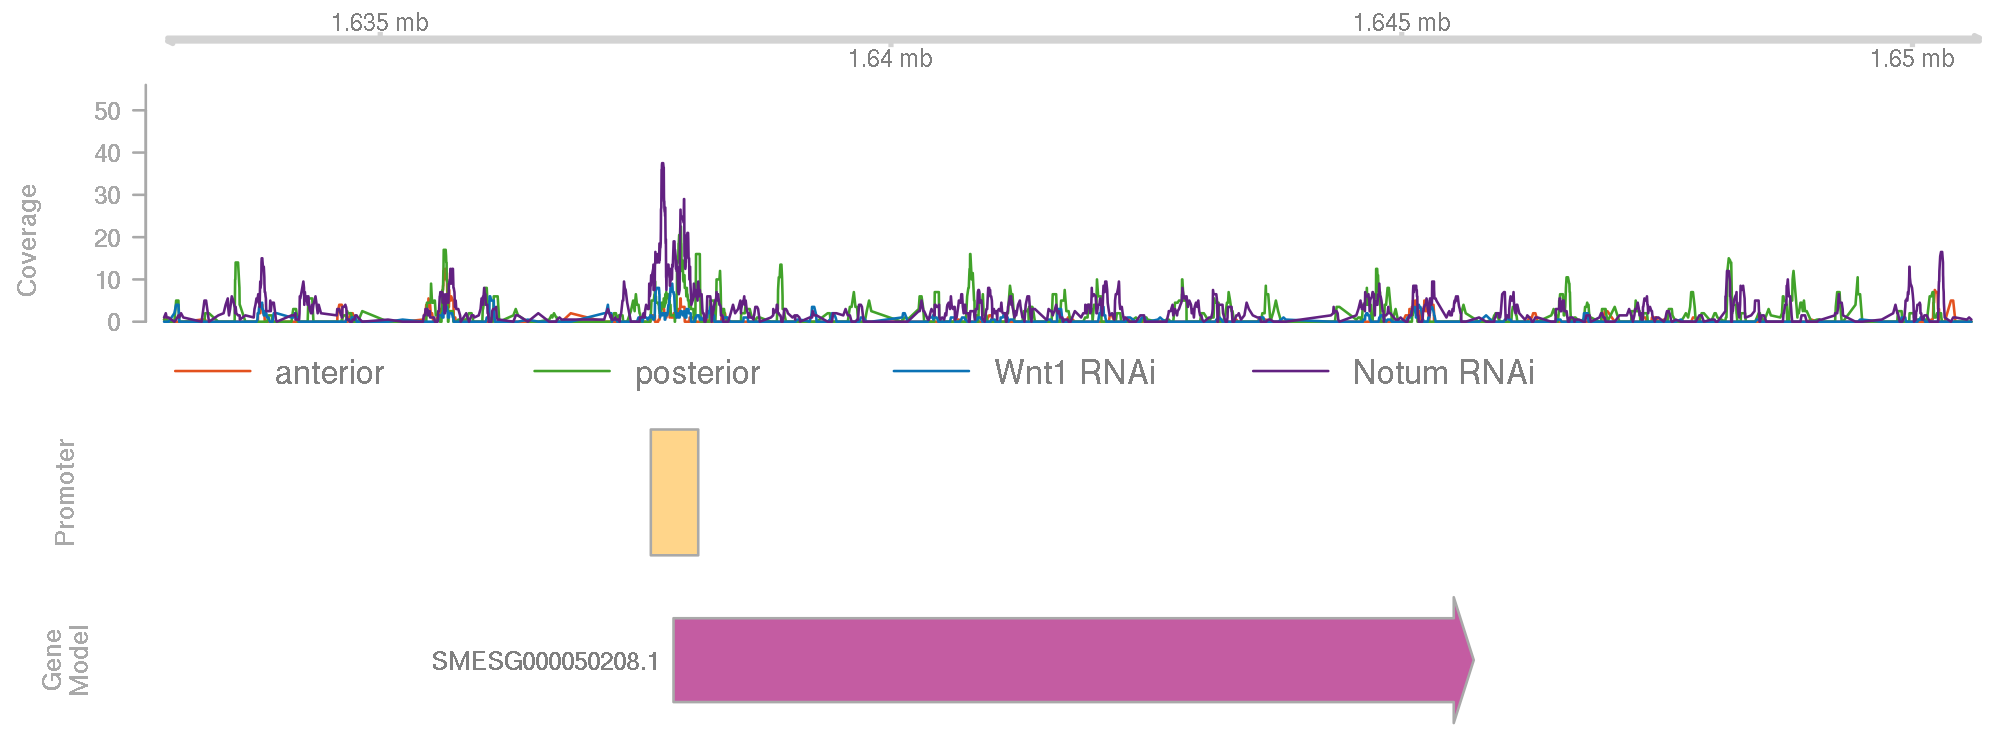 1.635 mb
1.645 mb
1.64 mb
1.65 mb
Coverage
50
40
30
20
10
0
anterior
posterior
Wnt1 RNAi
Notum RNAi
Promoter
Gene
Model
SMESG000050208.1